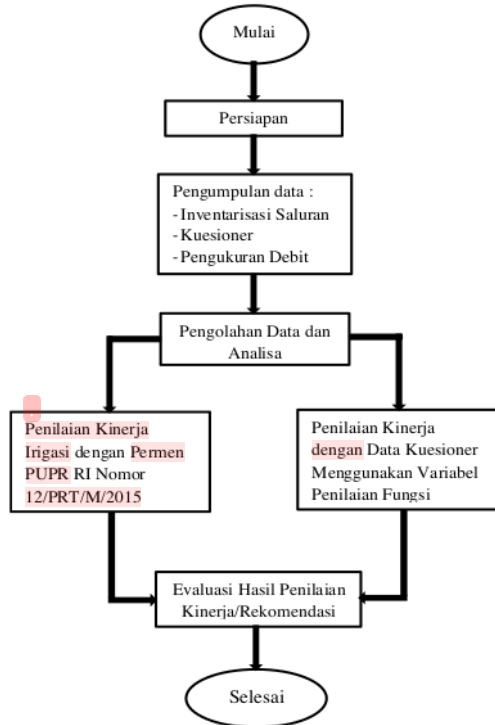 Mulai
Persiapan
Pengumpulan data :
- Inventarisasi Saluran
- Kuesioner
- Pengukuran Debit
Pengolahan Data dan
Analisa
Penilaian Kinerja
Irigasi dengan Permen
PUPR RI Nomor
12/PRT/M/2015
Penilaian Kinerja
dengan Data Kuesioner
Menggunakan Variabel
Penilaian Fungsi
Evaluasi Hasil Penilaian
Kinerja/Rekomendasi
Selesai